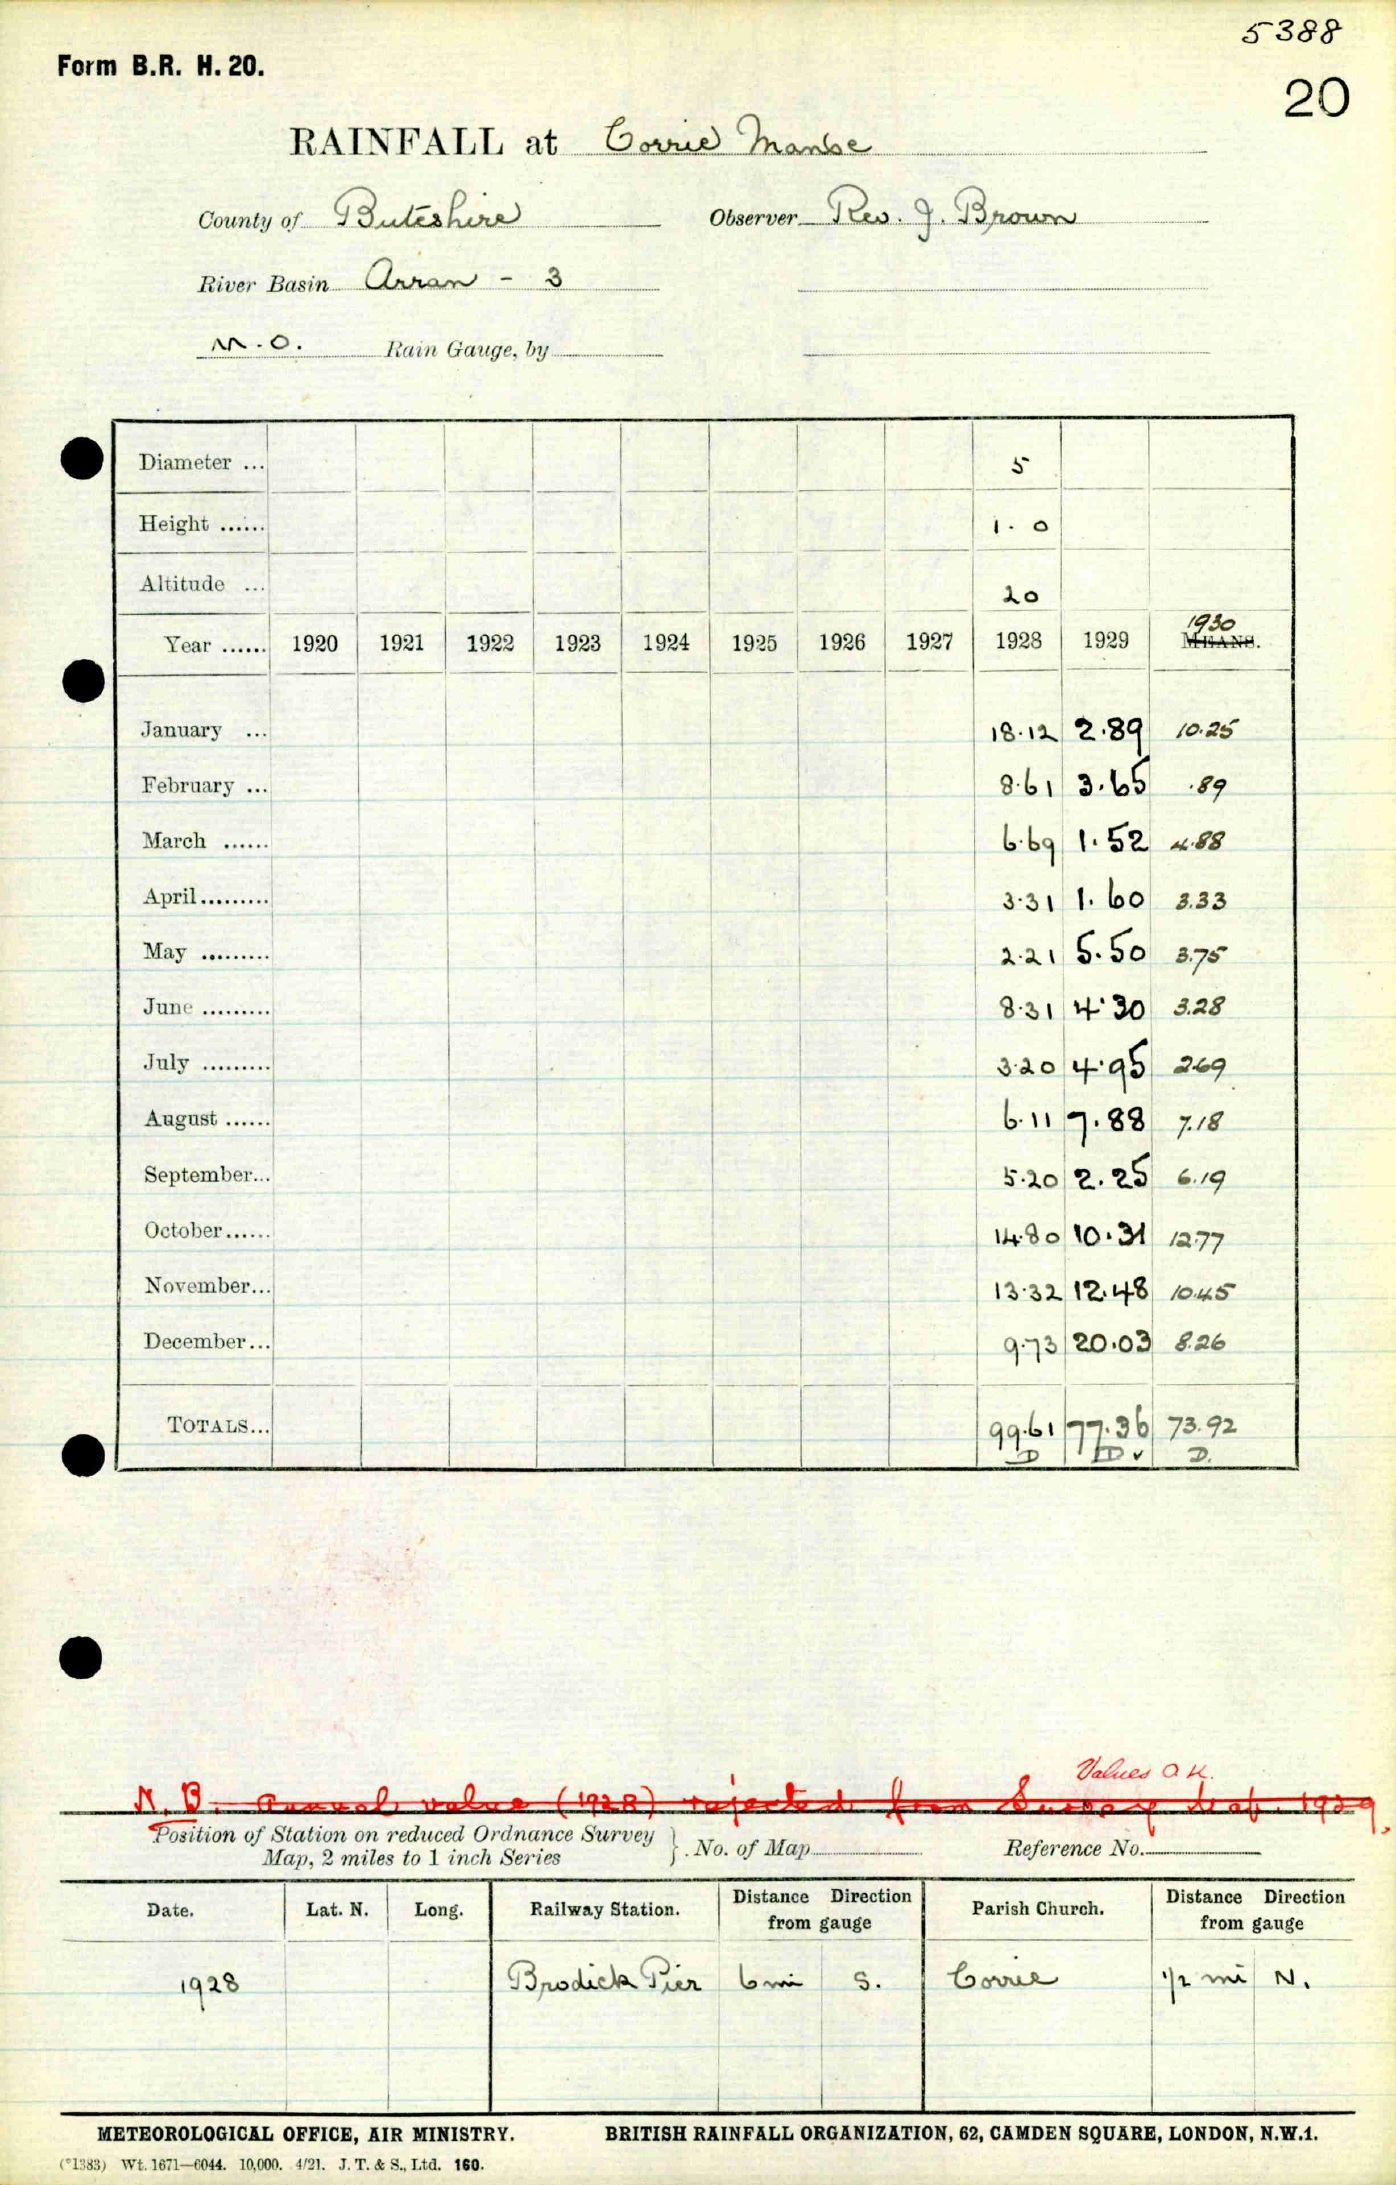 5388
Form B.R. H. 20.
20
RAINFALL at Corrie Manse
County of Buteshire Observer Rev. J. Brown
River Basin Arran - 3
M.O. Rain Gauge, by
Diameter ... 5
Height ...... 1.0
Altitude ... 20
1930
Year ...... 1920 1921 1922 1923 1924 1925 1926 1927 1928 1929 MEANS.
January ... 18.12 2.89 10.25
February ... 8.61 3.65 .89
March ...... 6.69 1.52 4.88
April ......... 3.31 1.60 3.33
May ......... 2.21 5.50 3.75
June ......... 8.31 4.30 3.28
July ......... 3.20 4.95 2.69
August ...... 6.11 7.88 7.18
September... 5.20 2.25 6.19
October ...... 14.80 10.31 12.77
November... 13.32 12.48 10.45
December... 9.73 20.03 8.26
TOTALS... 99.61 77.36 73.92
D D ✓ D.
Values O.K.
N.B. Annual value (1928) rejected from Survey Map. 1929.
Position of Station on reduced Ordnance Survey
Map, 2 miles to 1 inch Series } . No. of Map Reference No.
Date. Lat. N. Long. Railway Station. Distance Direction from gauge Parish Church. Distance Direction from gauge
1928 Brodick Pier 6 mi S. Corrie 1/2 mi N.
METEOROLOGICAL OFFICE, AIR MINISTRY. BRITISH RAINFALL ORGANIZATION, 62, CAMDEN SQUARE, LONDON, N.W.1.
(*1383) Wt. 1671—6044. 10,000. 4/21. J. T. & S., Ltd. 160.